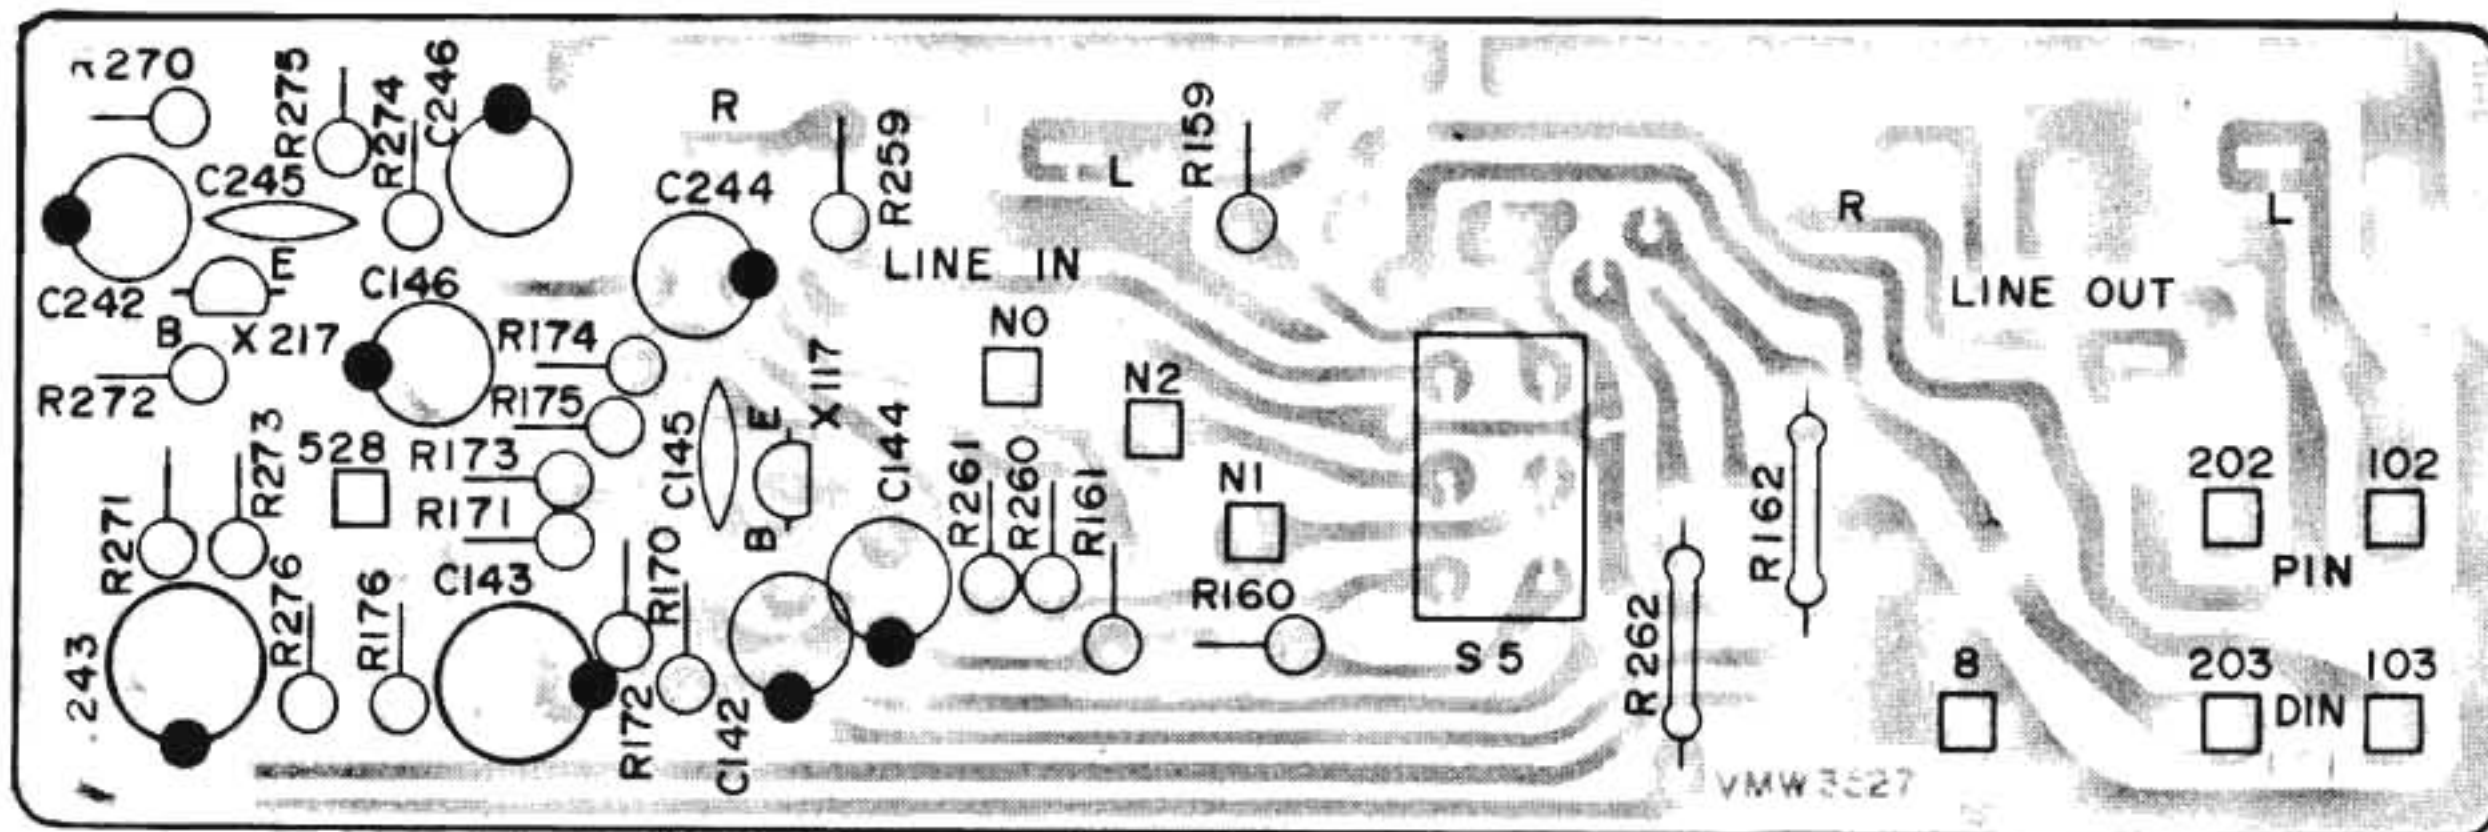 R270
R275
R274
C246
C245
C242
E
B
X217
R272
C146
R174
R175
528
R173
R171
R271
R273
R276
R176
C143
243
R172
R170
C142
C145
E
X117
B
C144
C244
R
R259
LINE IN
L
R159
N0
N2
N1
R261
R260
R161
R160
S5
R262
R162
R
L
LINE OUT
202
102
PIN
8
203
103
DIN